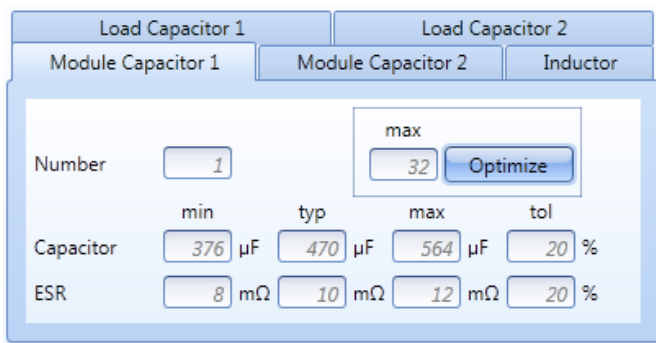 Load Capacitor 1 Load Capacitor 2
Module Capacitor 1 Module Capacitor 2 Inductor
max
Number 1 32 Optimize
min typ max tol
Capacitor 376 µF 470 µF 564 µF 20 %
ESR 8 mΩ 10 mΩ 12 mΩ 20 %